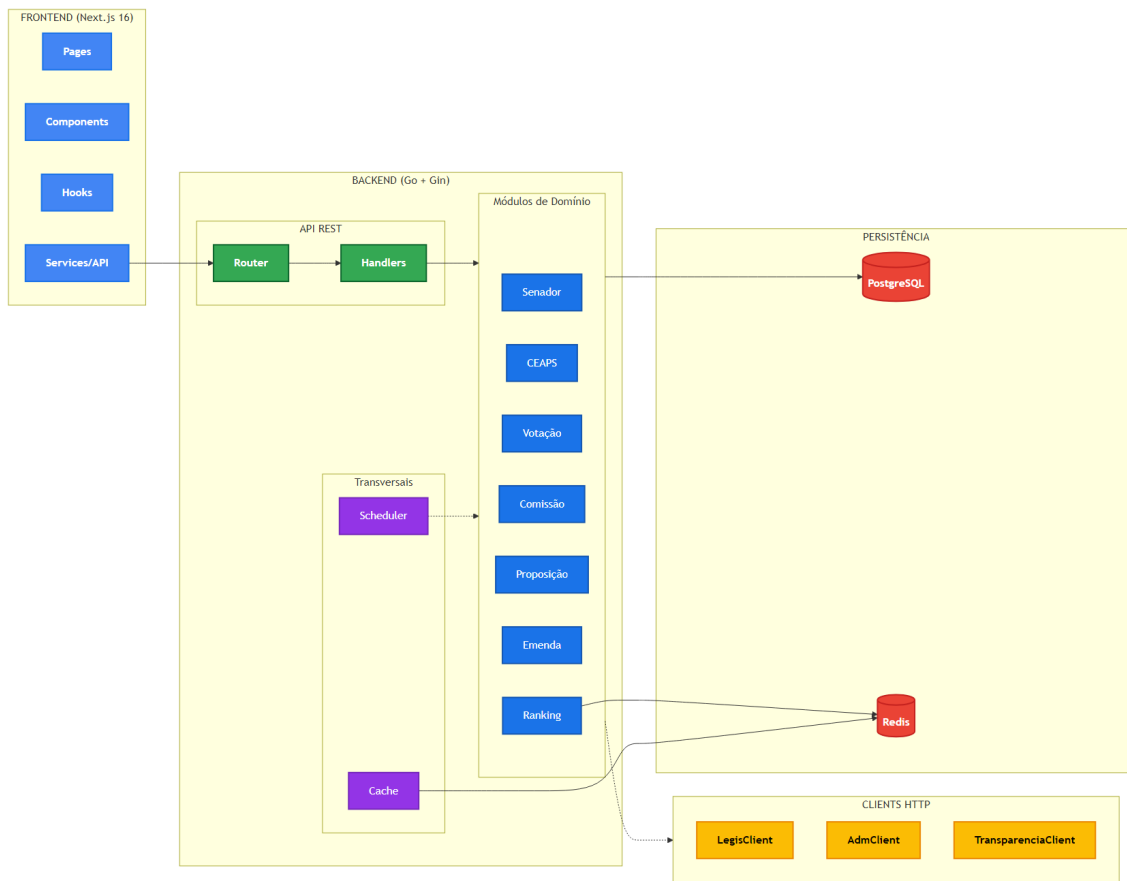 FRONTEND (Next.js 16)
Pages
Components
Hooks
Services/API
BACKEND (Go + Gin)
API REST
Router
Handlers
Módulos de Domínio
Senador
CEAPS
Votação
Comissão
Proposição
Emenda
Ranking
Transversais
Scheduler
Cache
PERSISTÊNCIA
PostgreSQL
Redis
CLIENTS HTTP
LegisClient
AdmClient
TransparenciaClient